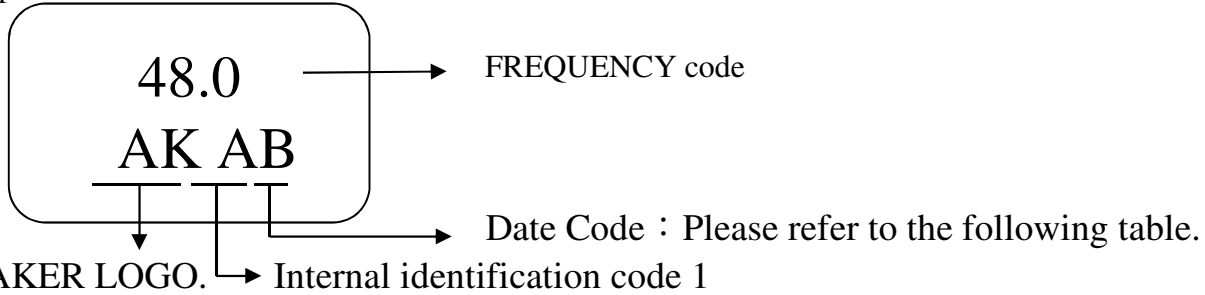 48.0
FREQUENCY code
AK AB
Date Code：Please refer to the following table.
AKER LOGO.
Internal identification code 1